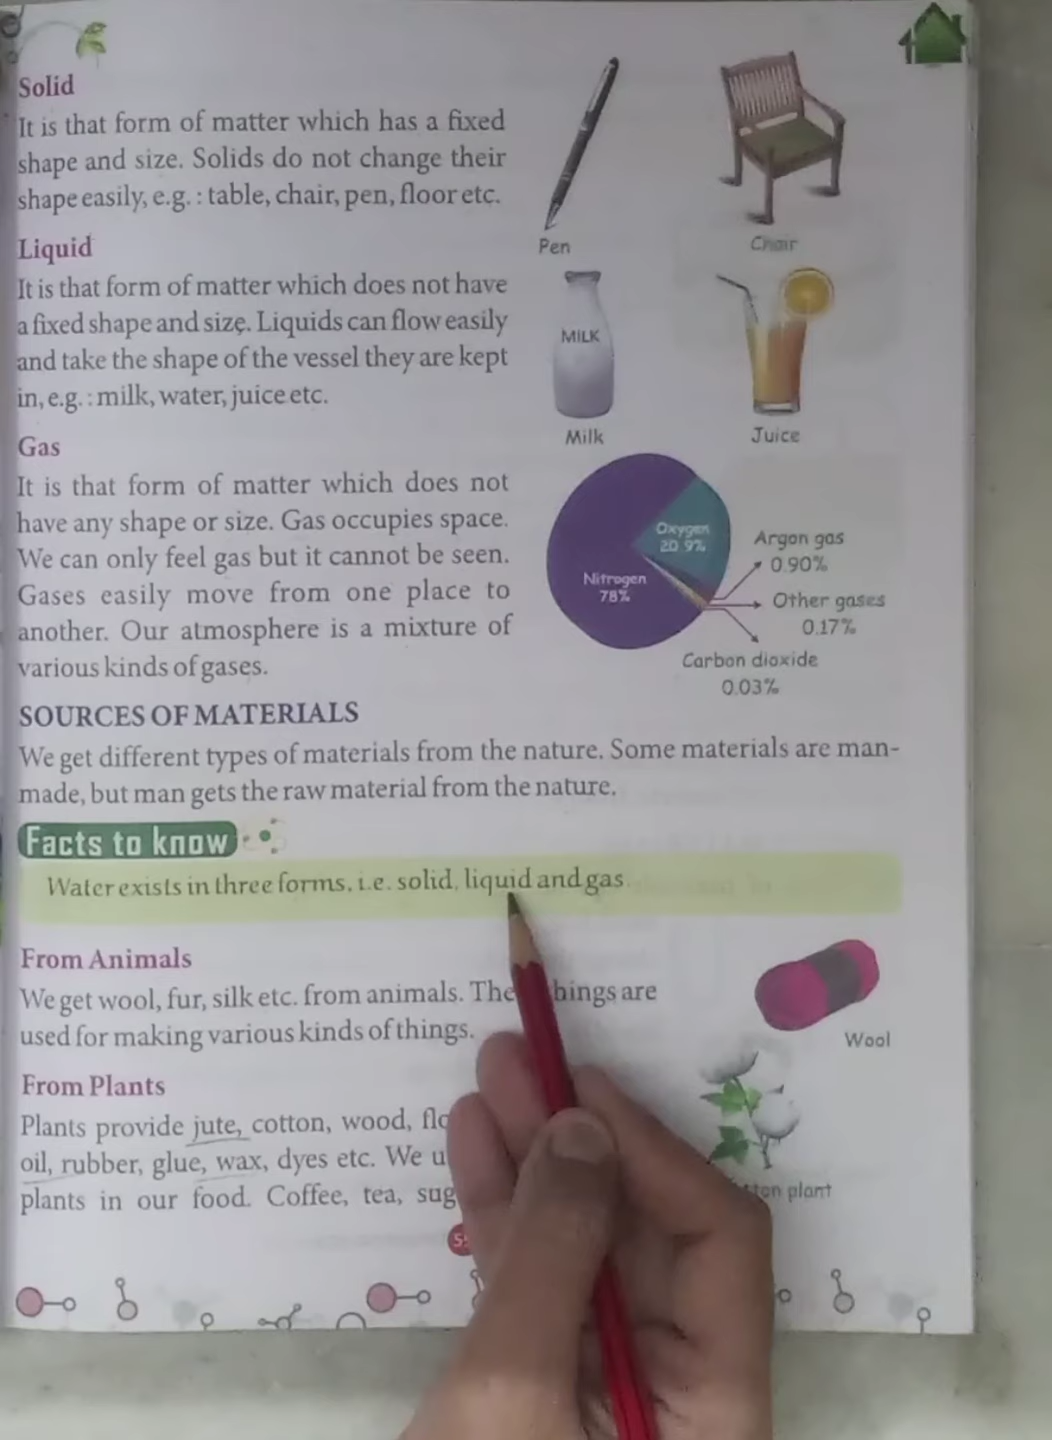 Solid
It is that form of matter which has a fixed
shape and size. Solids do not change their
shape easily, e.g. : table, chair, pen, floor etc.
Pen
Chair
Liquid
It is that form of matter which does not have
a fixed shape and size. Liquids can flow easily
and take the shape of the vessel they are kept
in, e.g. : milk, water, juice etc.
MILK
Milk
Juice
Gas
It is that form of matter which does not
have any shape or size. Gas occupies space.
We can only feel gas but it cannot be seen.
Gases easily move from one place to
another. Our atmosphere is a mixture of
various kinds of gases.
Oxygen
20.9%
Nitrogen
78%
Argon gas
0.90%
Other gases
0.17%
Carbon dioxide
0.03%
SOURCES OF MATERIALS
We get different types of materials from the nature. Some materials are man-
made, but man gets the raw material from the nature.
Facts to know
Water exists in three forms, i.e. solid, liquid and gas.
From Animals
We get wool, fur, silk etc. from animals. The hings are
used for making various kinds of things.
Wool
From Plants
Plants provide jute, cotton, wood, flo
oil, rubber, glue, wax, dyes etc. We u
plants in our food. Coffee, tea, sug
plant